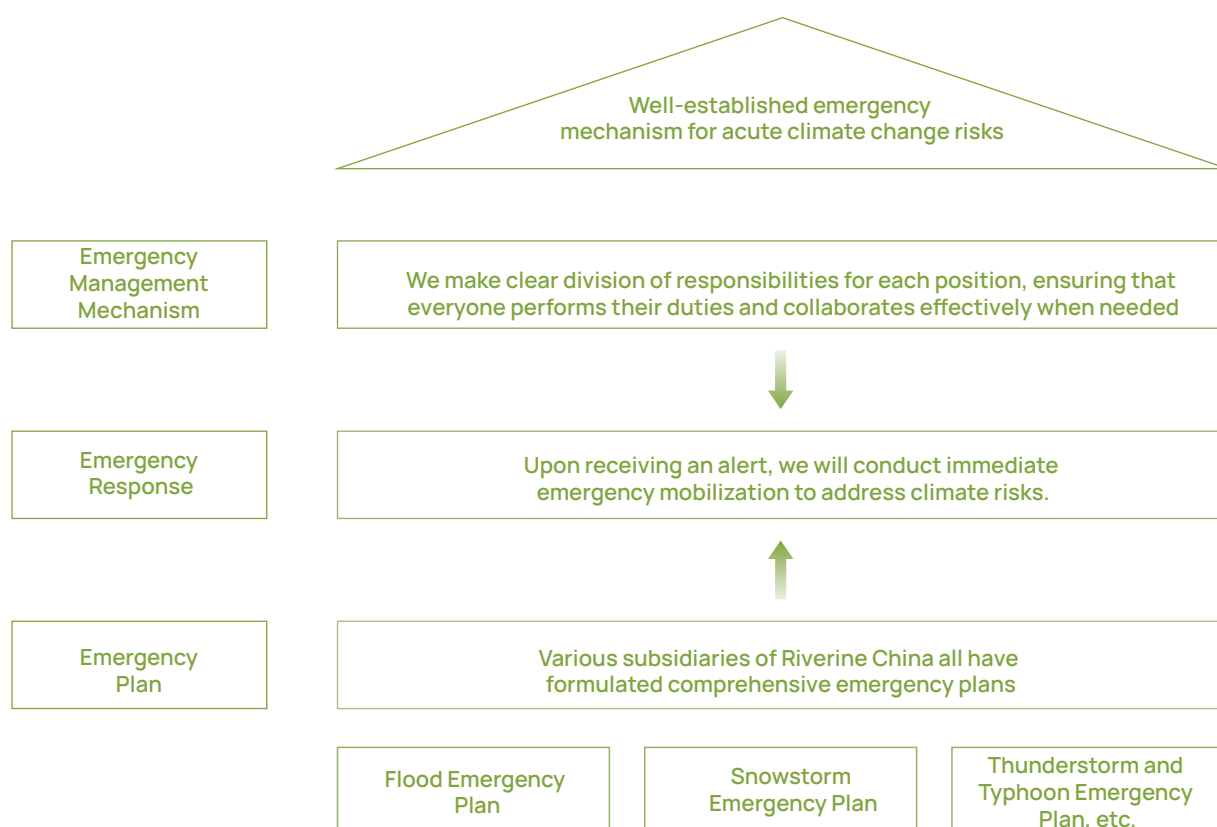 Well-established emergency
mechanism for acute climate change risks
Emergency
Management
Mechanism
We make clear division of responsibilities for each position, ensuring that
everyone performs their duties and collaborates effectively when needed
Emergency
Response
Upon receiving an alert, we will conduct immediate
emergency mobilization to address climate risks.
Emergency
Plan
Various subsidiaries of Riverine China all have
formulated comprehensive emergency plans
Flood Emergency
Plan
Snowstorm
Emergency Plan
Thunderstorm and
Typhoon Emergency
Plan, etc.